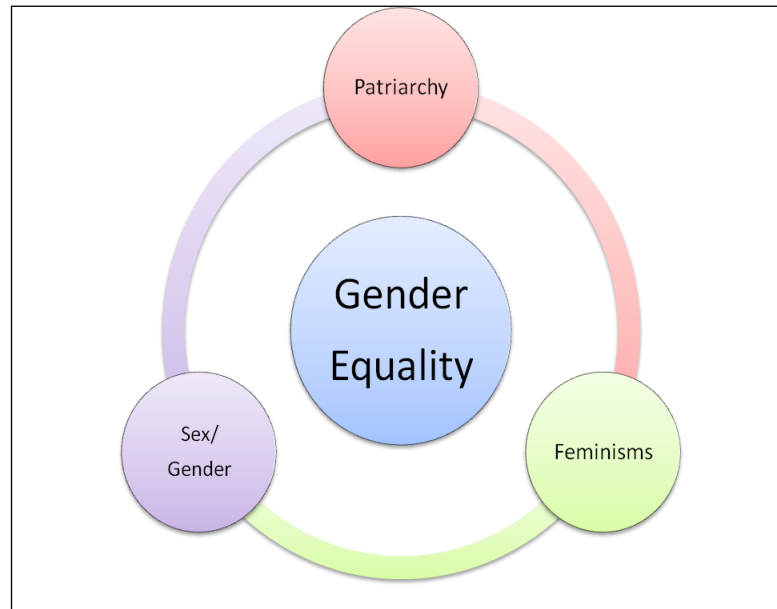 Patriarchy
Gender
Equality
Sex/
Gender
Feminisms